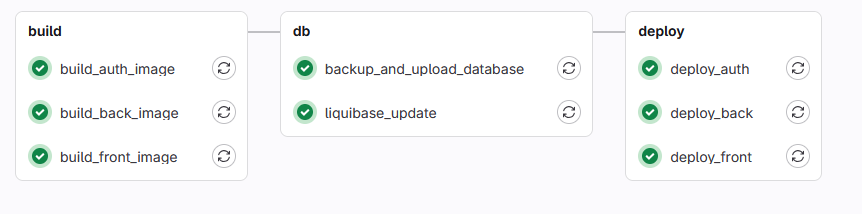 build
build_auth_image
build_back_image
build_front_image
db
backup_and_upload_database
liquibase_update
deploy
deploy_auth
deploy_back
deploy_front